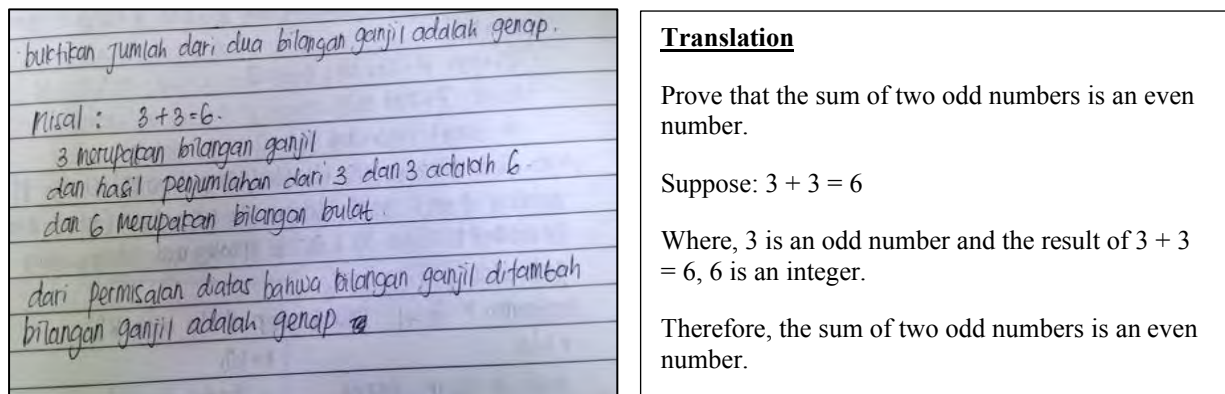 buktikan jumlah dari dua bilangan ganjil adalah genap.
misal : 3 + 3 = 6.
3 merupakan bilangan ganjil
dan hasil penjumlahan dari 3 dan 3 adalah 6.
dan 6 merupakan bilangan bulat.
dari permisalan diatas bahwa bilangan ganjil ditambah
bilangan ganjil adalah genap
Translation
Prove that the sum of two odd numbers is an even
number.
Suppose: 3 + 3 = 6
Where, 3 is an odd number and the result of 3 + 3
= 6, 6 is an integer.
Therefore, the sum of two odd numbers is an even
number.